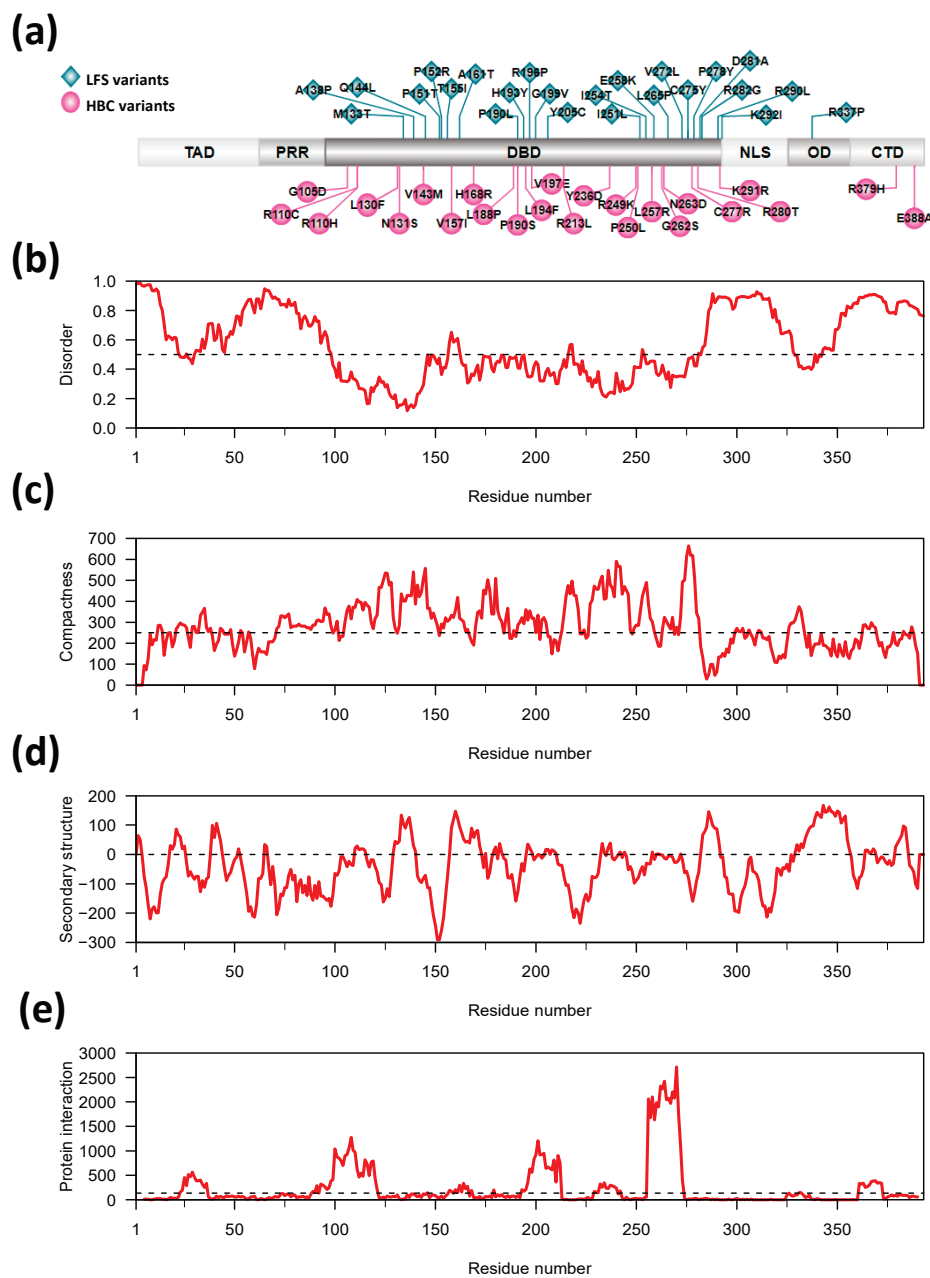 (a)
LFS variants
HBC variants
D281A
P152R A161T R196P V272L P278Y
Q144L E258K
A138P P151T T155I H193Y G199V I254T L265P C275Y R282G R290L
M133T P190L Y205C I251L K292I R337P
TAD PRR DBD NLS OD CTD
G105D V143M H168R V197E Y236D N263D K291R R379H
L130F L194F R249K L257R
R110C R110H N131S V157I L188P P190S R213L P250L G262S C277R R280T E388A
(b)
Disorder
1.0
0.8
0.6
0.4
0.2
0.0
1 50 100 150 200 250 300 350
Residue number
(c)
Compactness
700
600
500
400
300
200
100
0
1 50 100 150 200 250 300 350
Residue number
(d)
Secondary structure
200
100
0
−100
−200
−300
1 50 100 150 200 250 300 350
Residue number
(e)
Protein interaction
3000
2500
2000
1500
1000
500
0
1 50 100 150 200 250 300 350
Residue number